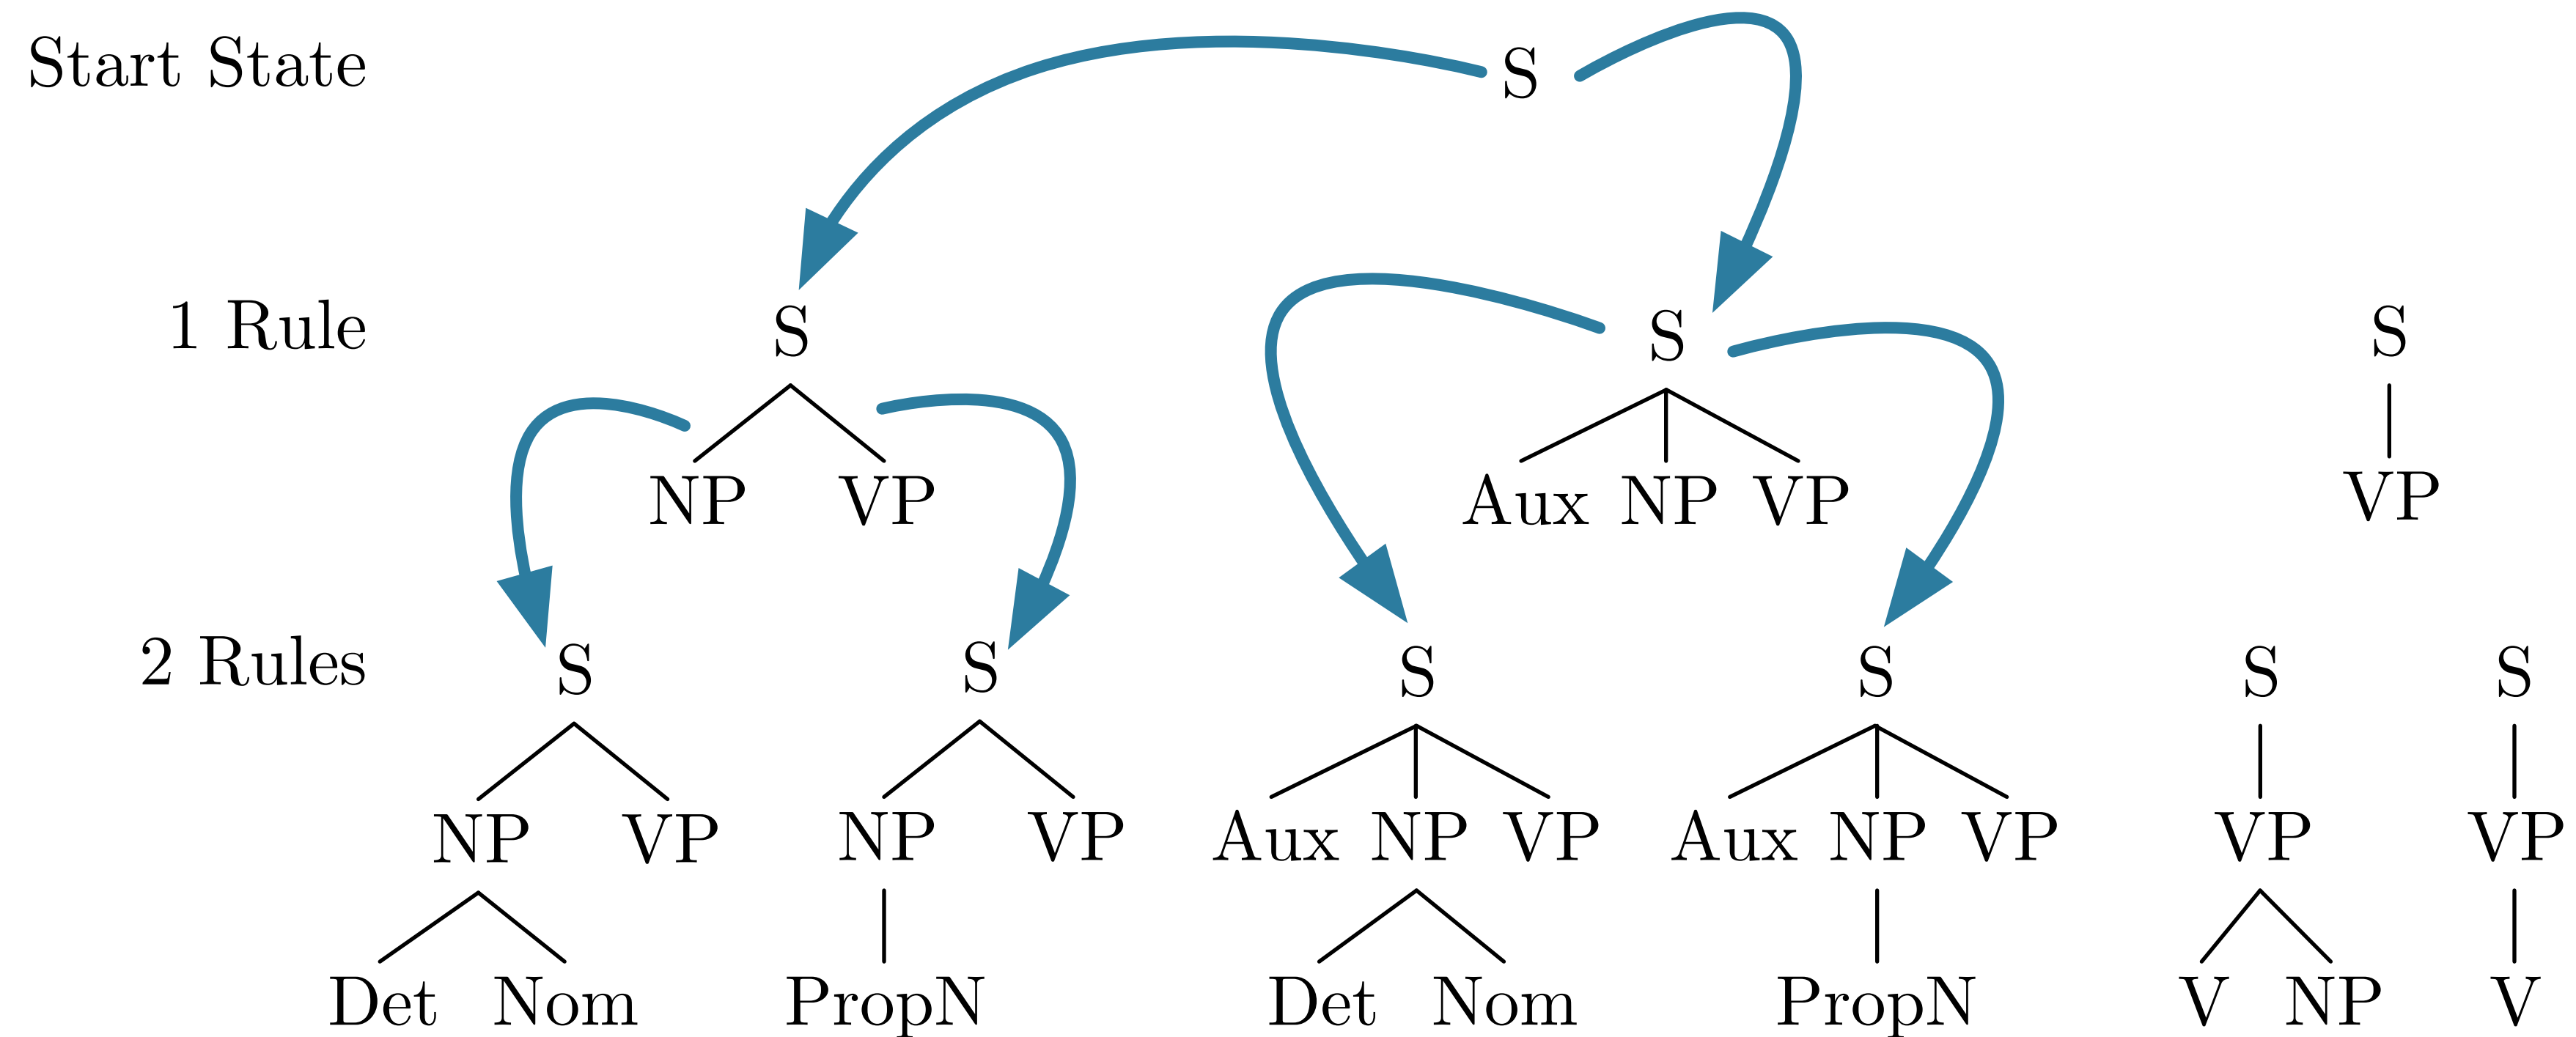 Start State S
1 Rule S S S
NP VP Aux NP VP VP
2 Rules S S S S S S
NP VP NP VP Aux NP VP Aux NP VP VP VP
Det Nom PropN Det Nom PropN V NP V